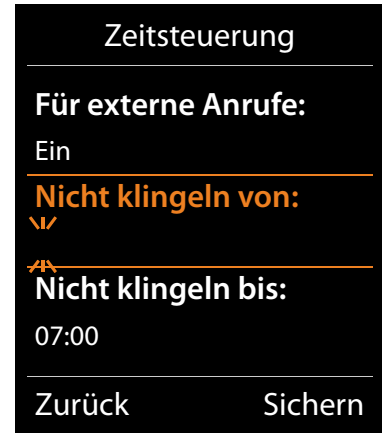 Zeitsteuerung
Für externe Anrufe:
Ein
Nicht klingeln von:
Nicht klingeln bis:
07:00
Zurück Sichern